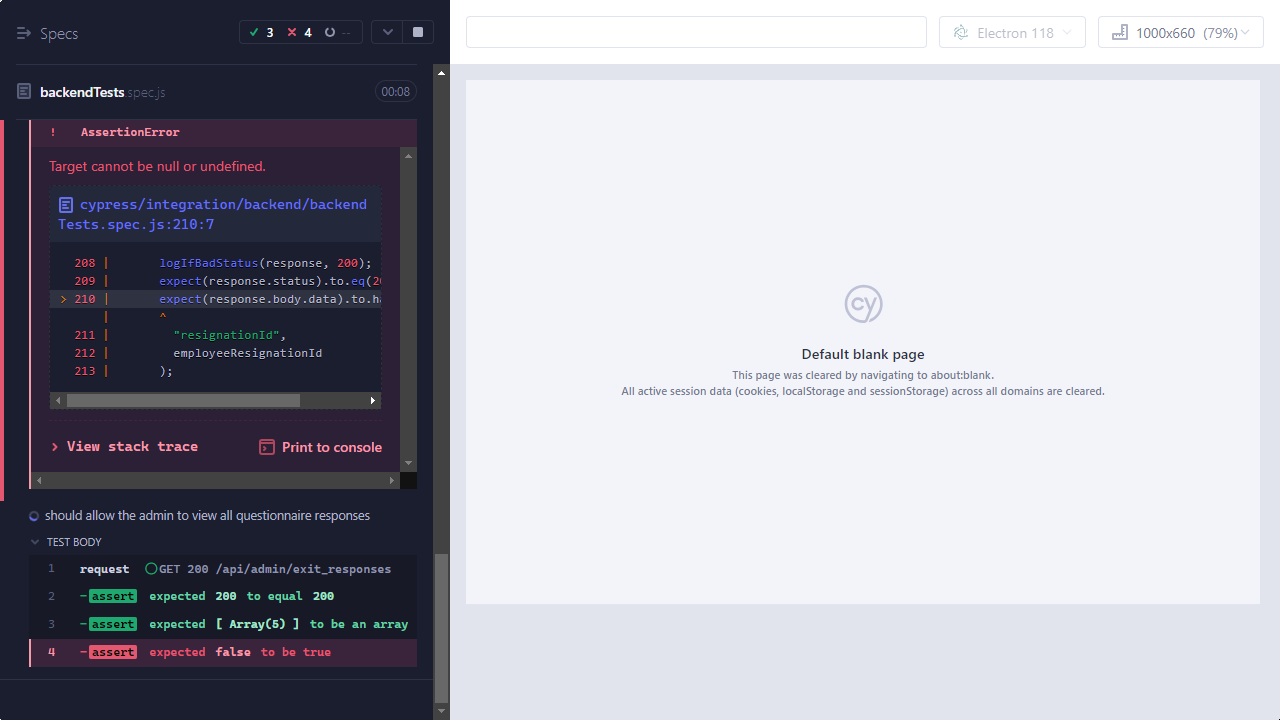 Specs
3 4 --
Electron 118
1000x660 (79%)
backendTests.spec.js 00:08
! AssertionError
Target cannot be null or undefined.
cypress/integration/backend/backend
Tests.spec.js:210:7
208 | logIfBadStatus(response, 200);
209 | expect(response.status).to.eq(20
> 210 | expect(response.body.data).to.ha
| ^
211 | "resignationId",
212 | employeeResignationId
213 | );
> View stack trace
Print to console
should allow the admin to view all questionnaire responses
TEST BODY
1 request GET 200 /api/admin/exit_responses
2 -assert expected 200 to equal 200
3 -assert expected [ Array(5) ] to be an array
4 -assert expected false to be true
cy
Default blank page
This page was cleared by navigating to about:blank.
All active session data (cookies, localStorage and sessionStorage) across all domains are cleared.